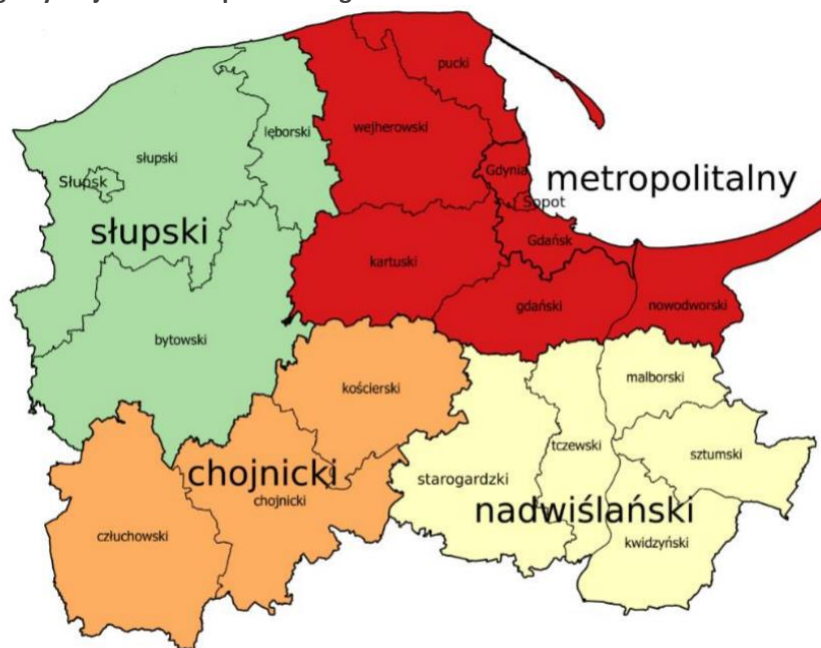 pucki
wejherowski
lęborski
słupski
Gdynia
Słupsk
metropolitalny
Sopot
słupski
Gdańsk
kartuski
gdański
nowodworski
bytowski
malborski
kościerski
tczewski
sztumski
chojnicki
starogardzki
chojnicki
nadwiślański
człuchowski
kwidzyński